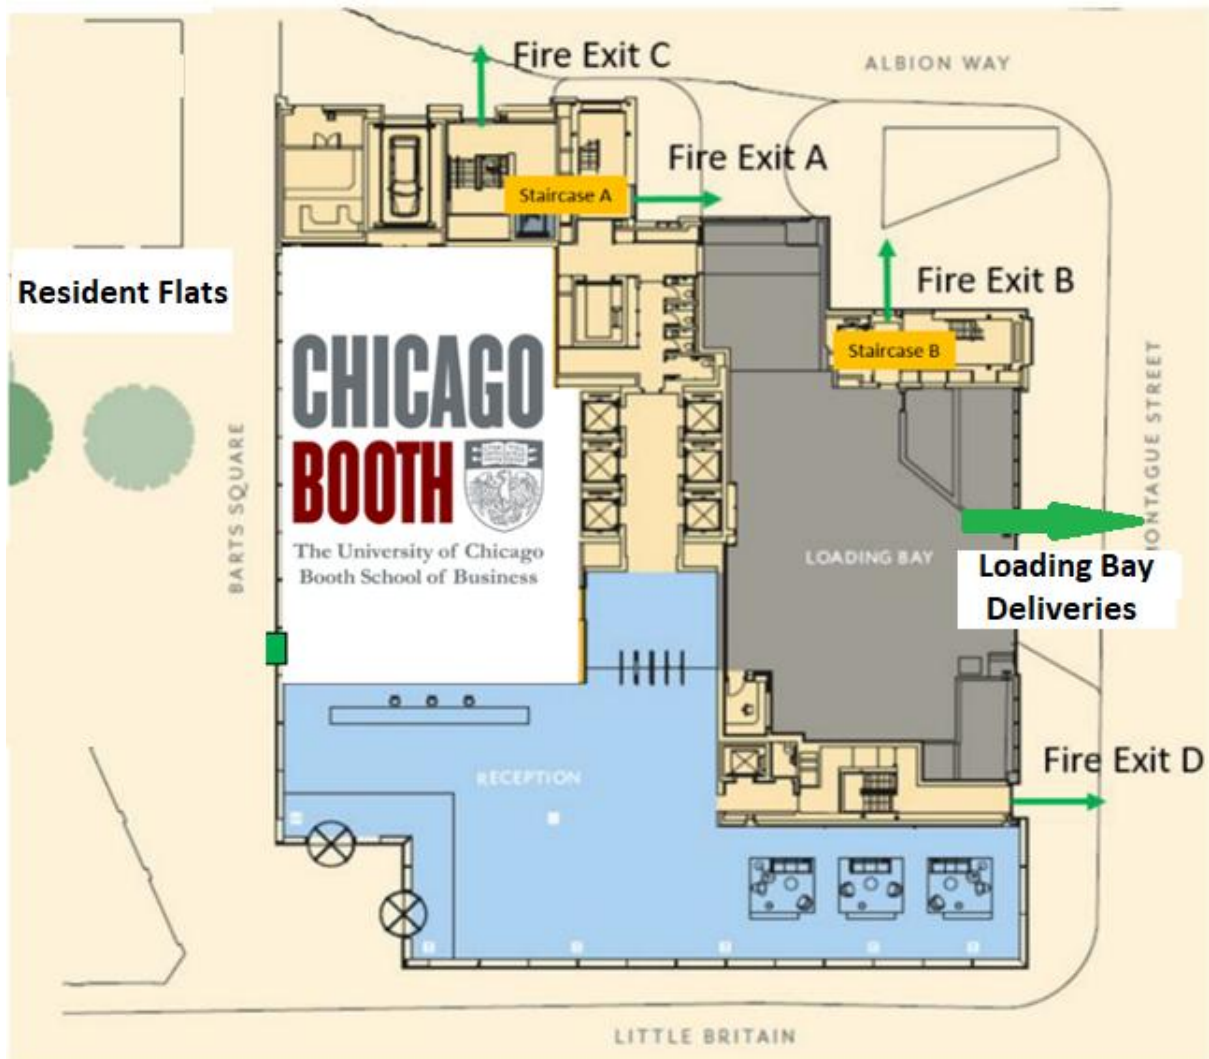 Fire Exit C
ALBION WAY
Fire Exit A
Staircase A
Resident Flats
Fire Exit B
Staircase B
CHICAGO
BOOTH
The University of Chicago
Booth School of Business
BARTS SQUARE
MONTAGUE STREET
LOADING BAY
Loading Bay
Deliveries
Fire Exit D
RECEPTION
LITTLE BRITAIN